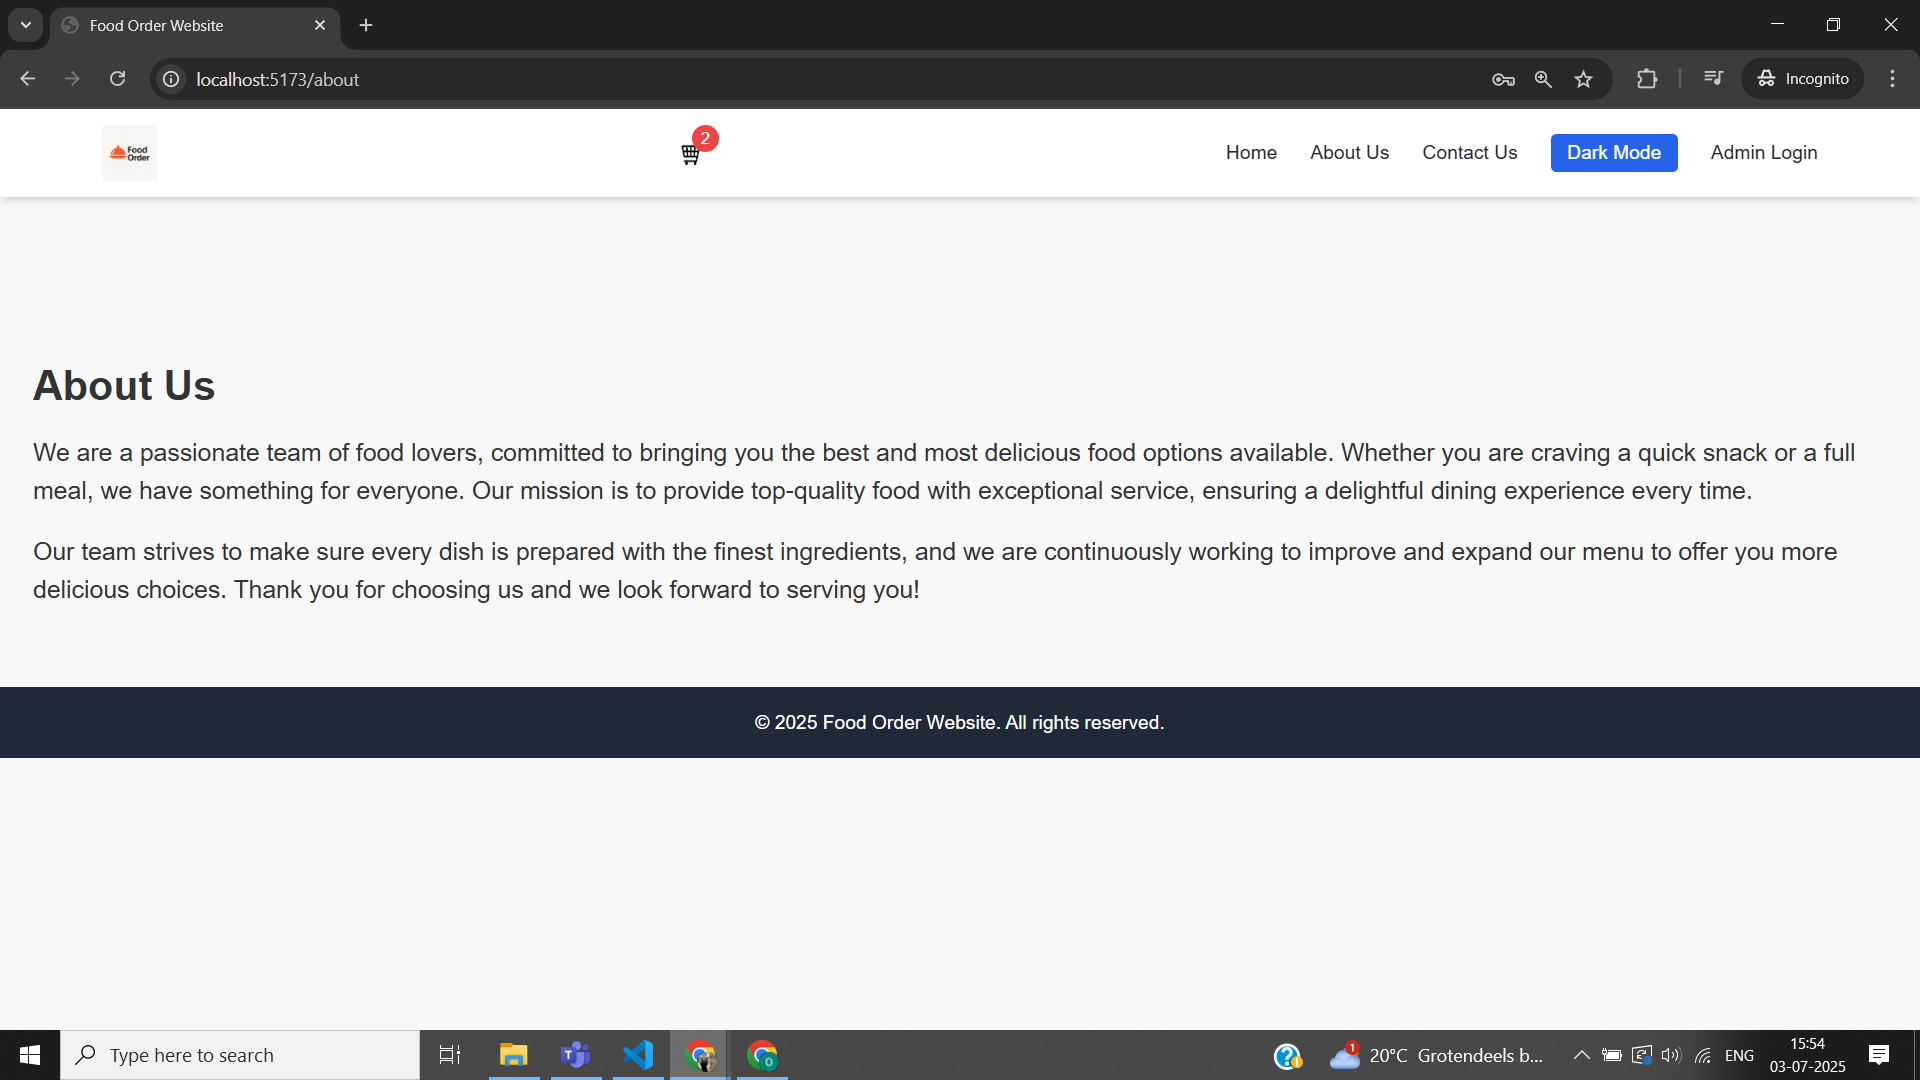 Food Order Website
localhost:5173/about
Incognito
Food
Order
2
Home
About Us
Contact Us
Dark Mode
Admin Login
About Us
We are a passionate team of food lovers, committed to bringing you the best and most delicious food options available. Whether you are craving a quick snack or a full
meal, we have something for everyone. Our mission is to provide top-quality food with exceptional service, ensuring a delightful dining experience every time.
Our team strives to make sure every dish is prepared with the finest ingredients, and we are continuously working to improve and expand our menu to offer you more
delicious choices. Thank you for choosing us and we look forward to serving you!
© 2025 Food Order Website. All rights reserved.
Type here to search
T
O
1
20°C Grotendeels b...
ENG
15:54
03-07-2025